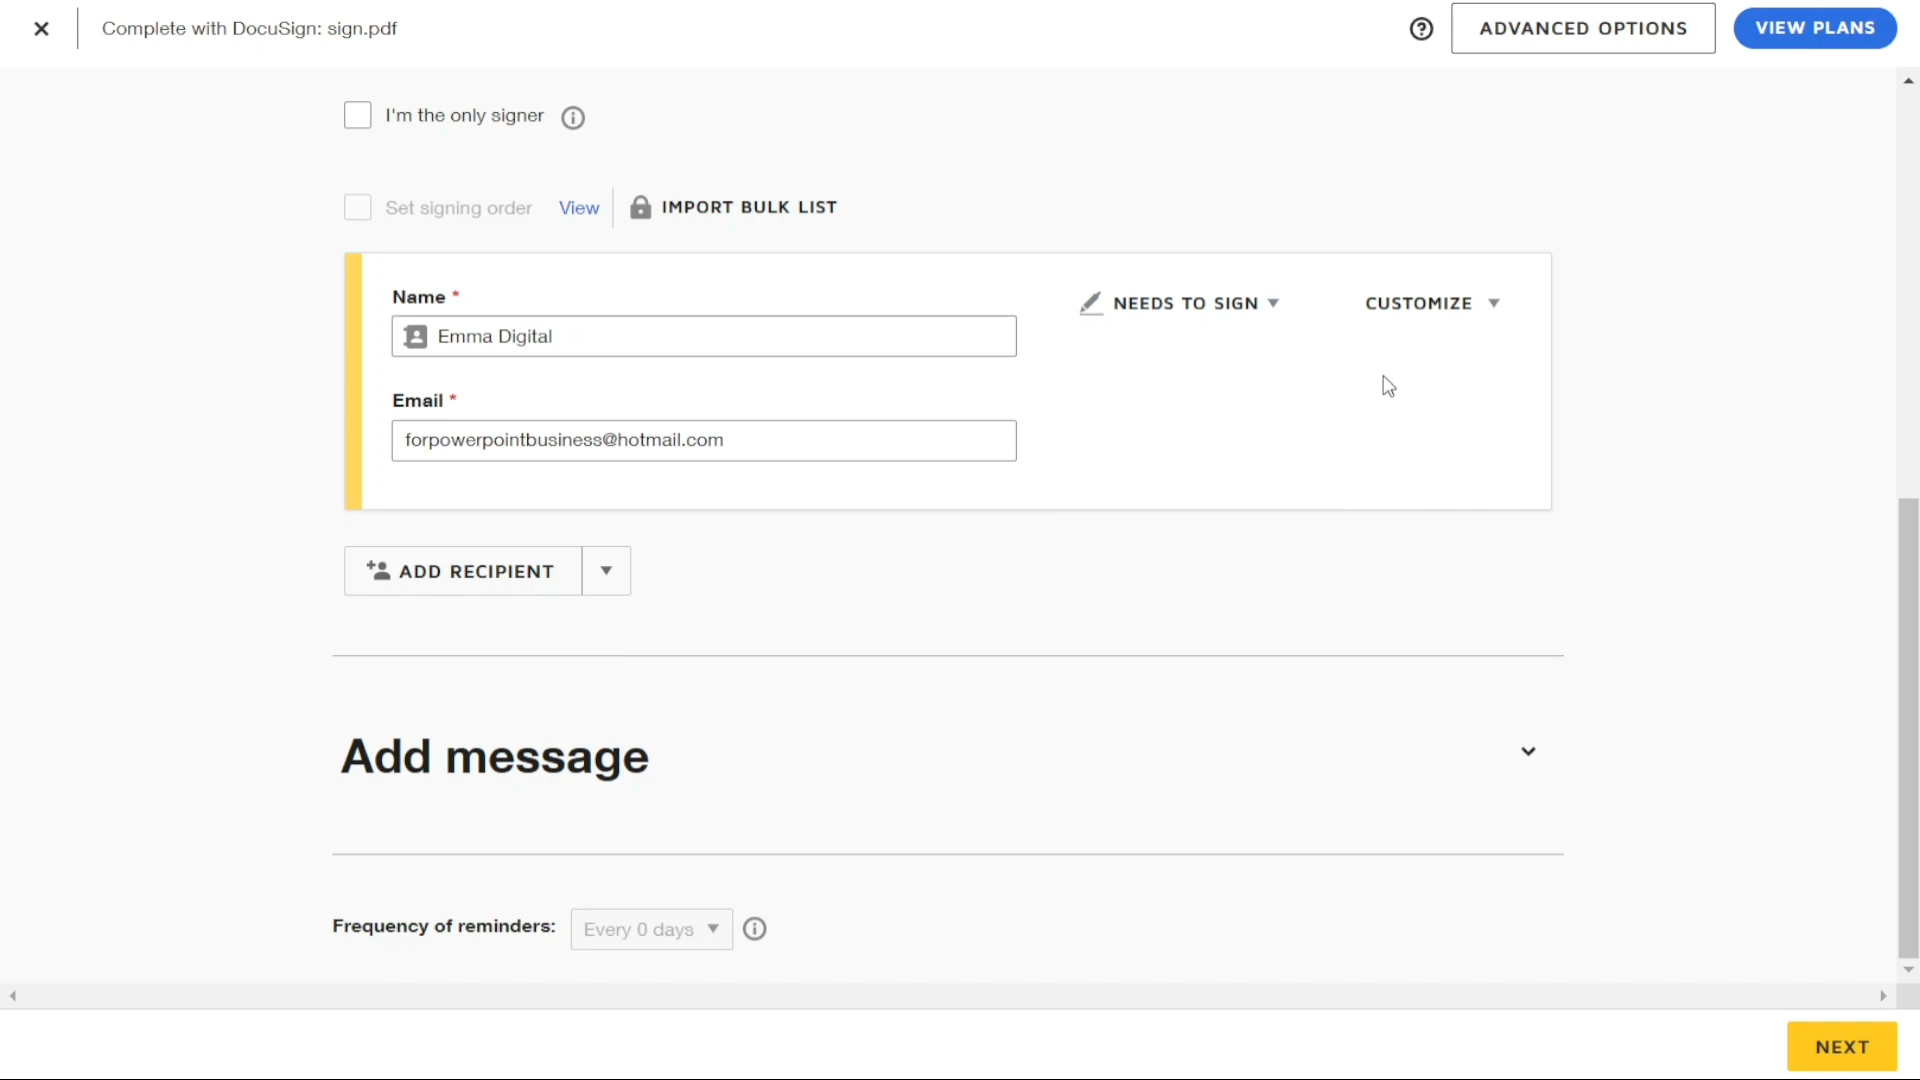 Complete with DocuSign: sign.pdf
ADVANCED OPTIONS
VIEW PLANS
I'm the only signer
Set signing order View IMPORT BULK LIST
Name *
NEEDS TO SIGN
CUSTOMIZE
Emma Digital
Email *
forpowerpointbusiness@hotmail.com
ADD RECIPIENT
Add message
Frequency of reminders: Every 0 days
NEXT